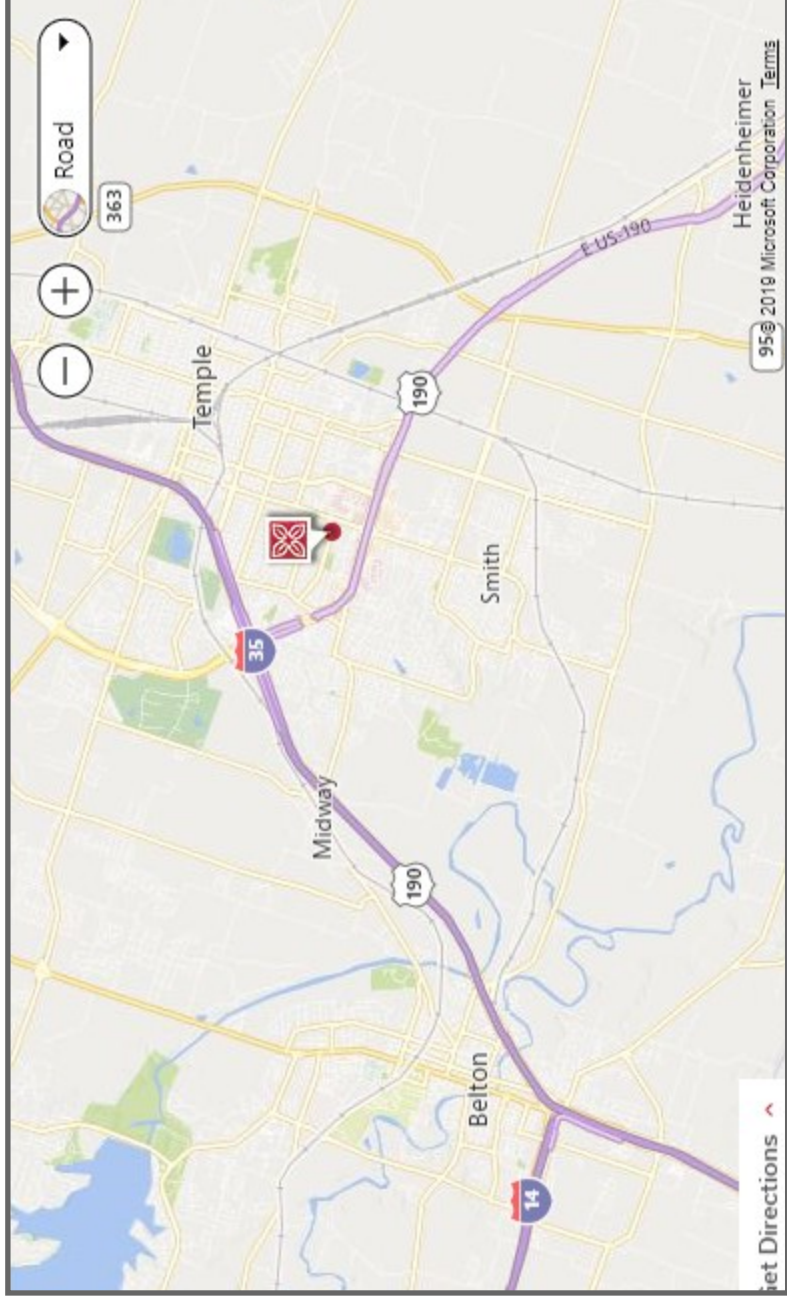 Road
363
Temple
35
190
Midway
Smith
190
E US-190
Belton
14
Heidenheimer
95
© 2019 Microsoft Corporation Terms
et Directions